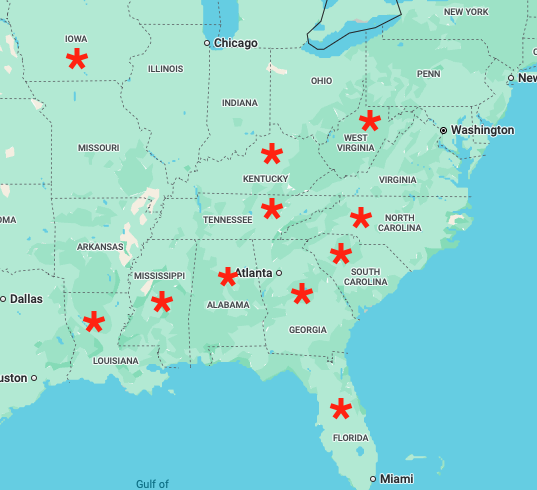 NEW YORK
IOWA
Chicago
ILLINOIS
OHIO
PENN
New
INDIANA
Washington
WEST
VIRGINIA
MISSOURI
KENTUCKY
VIRGINIA
OMA
TENNESSEE
NORTH
CAROLINA
ARKANSAS
MISSISSIPPI
Atlanta
SOUTH
CAROLINA
Dallas
ALABAMA
GEORGIA
LOUISIANA
uston
FLORIDA
Miami
Gulf of